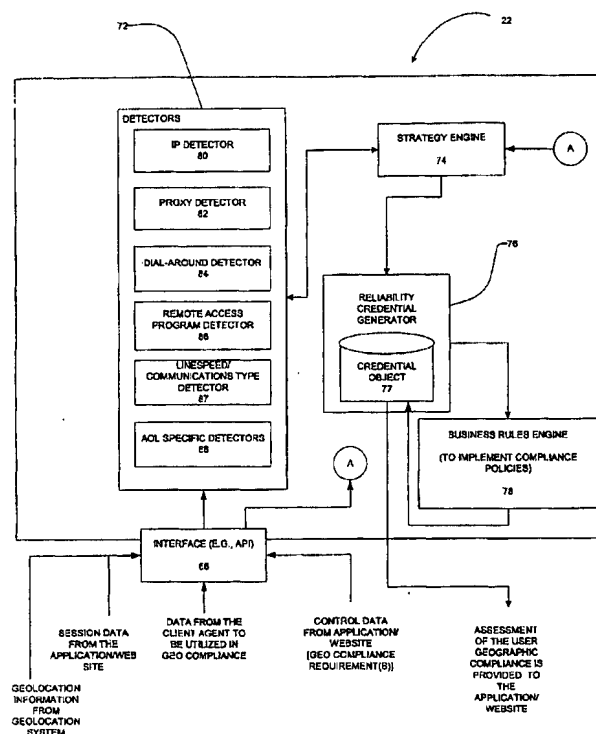 72
22
DETECTORS
IP DETECTOR
80
PROXY DETECTOR
82
DIAL-AROUND DETECTOR
84
REMOTE ACCESS
PROGRAM DETECTOR
86
LINESPEED/
COMMUNICATIONS TYPE
DETECTOR
87
AOL SPECIFIC DETECTORS
88
STRATEGY ENGINE
74
A
76
RELIABILITY
CREDENTIAL
GENERATOR
CREDENTIAL
OBJECT
77
BUSINESS RULES ENGINE
(TO IMPLEMENT COMPLIANCE
POLICIES)
78
A
INTERFACE (E.G., API)
66
SESSION DATA
FROM THE
APPLICATION/WEB
SITE
DATA FROM THE
CLIENT AGENT TO
BE UTILIZED IN
GEO COMPLIANCE
CONTROL DATA
FROM APPLICATION/
WEBSITE
(GEO COMPLIANCE
REQUIREMENT(S))
ASSESSMENT
OF THE USER
GEOGRAPHIC
COMPLIANCE IS
PROVIDED TO
THE
APPLICATION/
WEBSITE
GEOLOCATION
INFORMATION
FROM
GEOLOCATION
SYSTEM